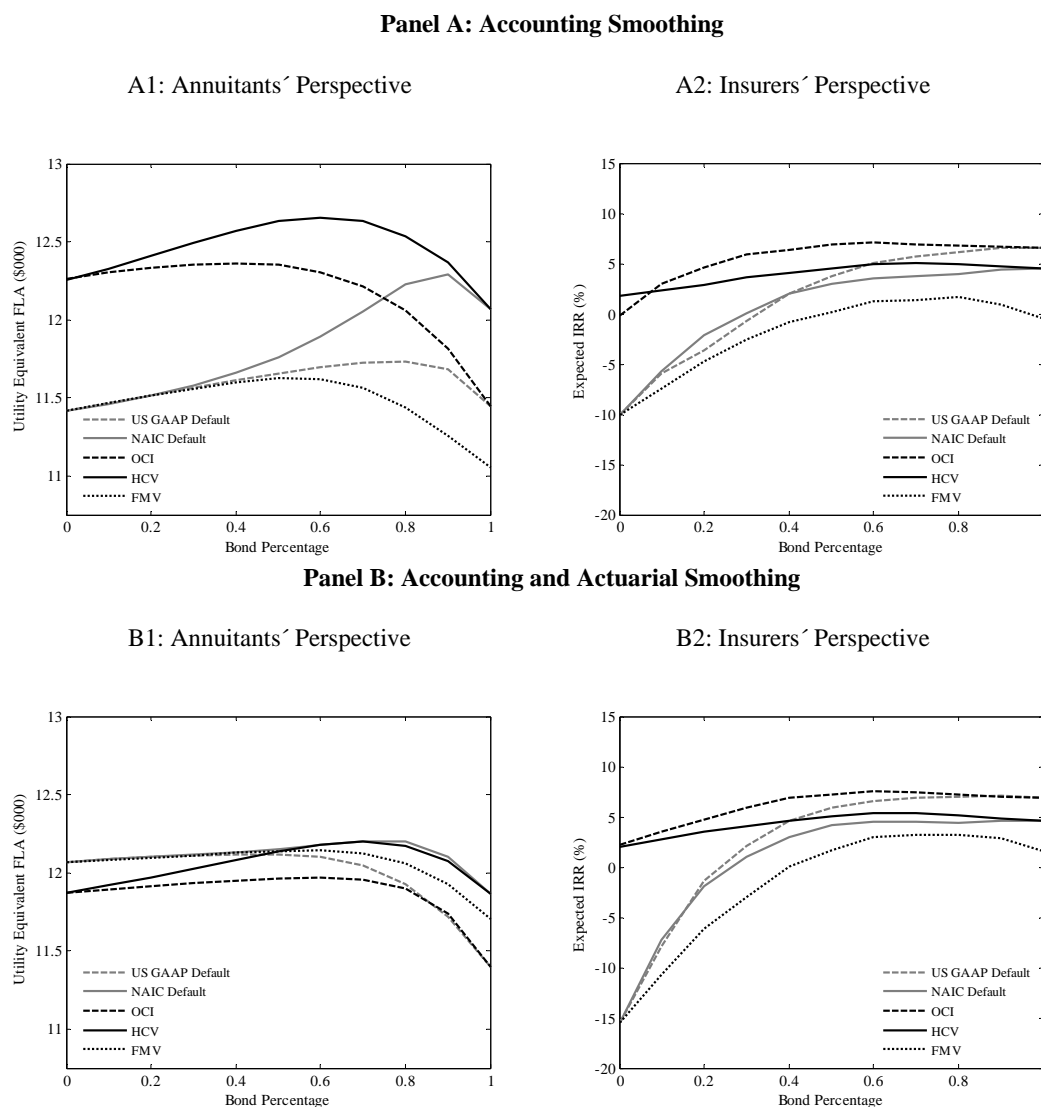 Panel A: Accounting Smoothing
A1: Annuitants´ Perspective
A2: Insurers´ Perspective
Utility Equivalent FLA ($000)
13
12.5
12
11.5
11
US GAAP Default
NAIC Default
OCI
HCV
FMV
0 0.2 0.4 0.6 0.8 1
Bond Percentage
Expected IRR (%)
15
10
5
0
-5
-10
-15
-20
US GAAP Default
NAIC Default
OCI
HCV
FMV
0 0.2 0.4 0.6 0.8
Bond Percentage
Panel B: Accounting and Actuarial Smoothing
B1: Annuitants´ Perspective
B2: Insurers´ Perspective
Utility Equivalent FLA ($000)
13
12.5
12
11.5
11
US GAAP Default
NAIC Default
OCI
HCV
FMV
0 0.2 0.4 0.6 0.8 1
Bond Percentage
Expected IRR (%)
15
10
5
0
-5
-10
-15
-20
US GAAP Default
NAIC Default
OCI
HCV
FMV
0 0.2 0.4 0.6 0.8
Bond Percentage